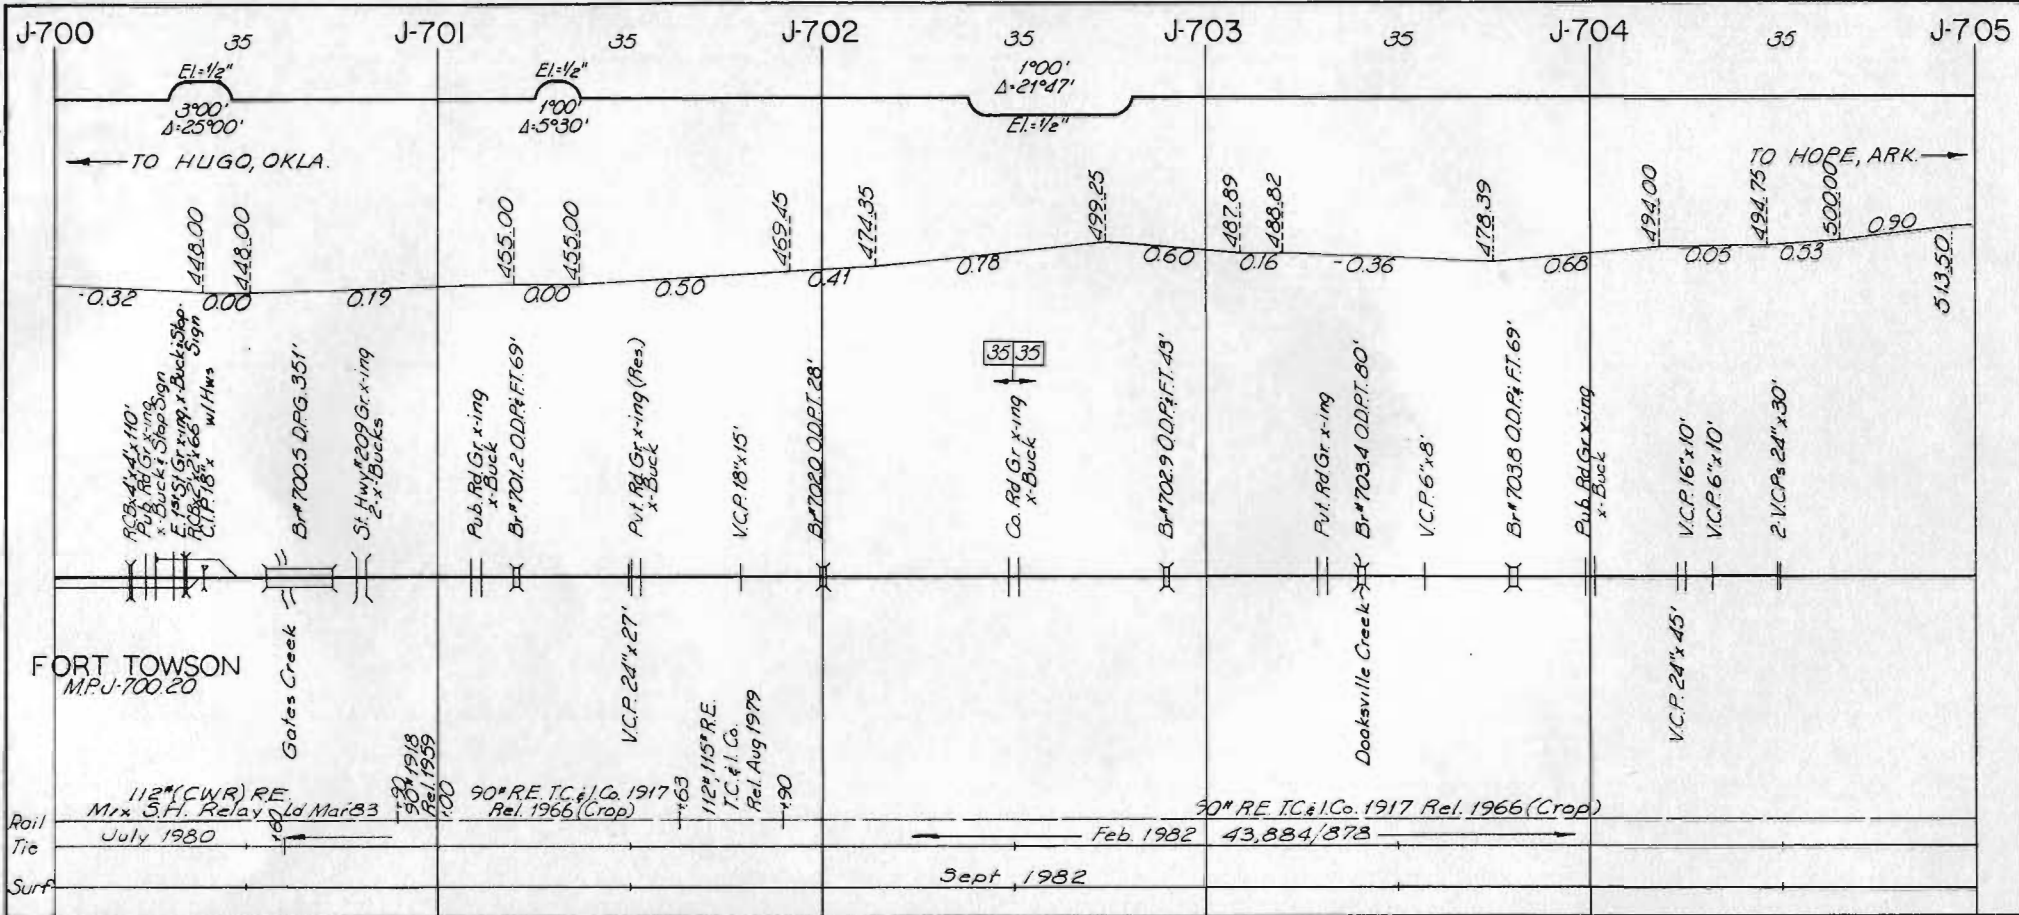 J-700 35 J-701 35 J-702 35 J-703 35 J-704 35 J-705
El.=1/2" El.=1/2" 1°00'
Δ=21°47'
3°00' 1°00' El.=1/2"
Δ=25°00' Δ=5°30'
TO HUGO, OKLA. TO HOPE, ARK.
448.00
448.00
455.00
455.00
469.45
474.35
499.25
487.89
488.82
478.39
494.00
494.75
500.00
513.50
-0.32 0.00 0.19 0.00 0.50 0.41 0.78 0.60 0.16 -0.36 0.68 0.05 0.53 0.90
35 35
RCBx4'x4'x110'
Pub. Rd Gr x-ing
x-Buck & Stop Sign
E. 1st St Gr x-ing. x-Buck & Stop
Sign
RCBx2'x2'x66'
C.I.P. 18"x w/Hws
Br#700.5 D.P.G. 351'
St. Hwy#209 Gr. x-ing
2-x-Bucks
Pub. Rd Gr x-ing
x-Buck
Br#701.2 O.D.P.&F.T. 69'
Pvt. Rd Gr x-ing (Res.)
x-Buck
V.C.P. 18"x15'
Br#702.0 O.D.P.T. 28'
Co. Rd Gr x-ing
x-Buck
Br#702.9 O.D.P.&F.T. 43'
Pvt. Rd Gr x-ing
Br#703.4 O.D.P.T. 80'
V.C.P. 6"x8'
Br#703.8 O.D.P.&F.T. 69'
Pub. Rd Gr x-ing
x-Buck
V.C.P. 16"x10'
V.C.P. 6"x10'
2 V.C.P.s 24"x30'
FORT TOWSON
M.P. J-700.20
Gates Creek
V.C.P. 24"x27'
Doaksville Creek
V.C.P. 24"x45'
Rail
112# (CWR) R.E.
Mrx S.H. Relay Ld Mar'83
+.90
90# 1918
Rel. 1959
+.00
90# R.E. T.C.&I. Co. 1917
Rel. 1966 (Crop)
+.63
112#, 115# R.E.
T.C. & I. Co.
Rel. Aug 1979
+.90
90# R.E. T.C.&I. Co. 1917 Rel. 1966 (Crop)
Tie
July 1980
+.60
Feb. 1982 43,884/878
Surf
Sept 1982